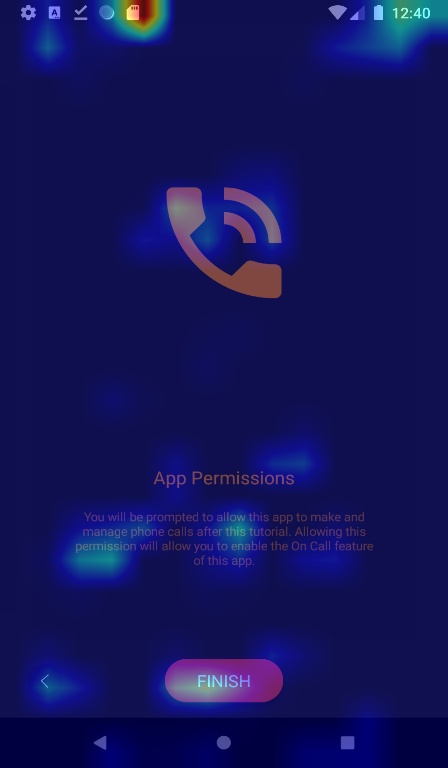 12:40
App Permissions
You will be prompted to allow this app to make and
manage phone calls after this tutorial. Allowing this
permission will allow you to enable the On Call feature
of this app.
FINISH